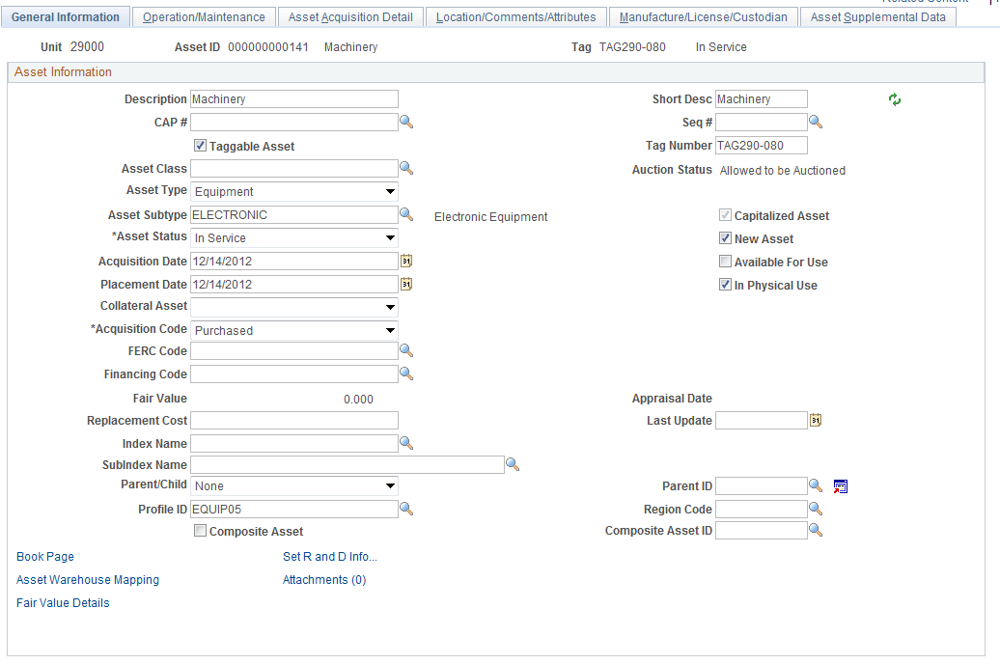 General Information Operation/Maintenance Asset Acquisition Detail Location/Comments/Attributes Manufacture/License/Custodian Asset Supplemental Data
Unit 29000 Asset ID 000000000141 Machinery Tag TAG290-080 In Service
Asset Information
Description Machinery Short Desc Machinery
CAP # Seq #
Taggable Asset Tag Number TAG290-080
Asset Class Auction Status Allowed to be Auctioned
Asset Type Equipment
Asset Subtype ELECTRONIC Electronic Equipment Capitalized Asset
*Asset Status In Service New Asset
Acquisition Date 12/14/2012 31 Available For Use
Placement Date 12/14/2012 31 In Physical Use
Collateral Asset
*Acquisition Code Purchased
FERC Code
Financing Code
Fair Value 0.000 Appraisal Date
Replacement Cost Last Update 31
Index Name
SubIndex Name
Parent/Child None Parent ID
Profile ID EQUIP05 Region Code
Composite Asset Composite Asset ID
Book Page Set R and D Info...
Asset Warehouse Mapping Attachments (0)
Fair Value Details